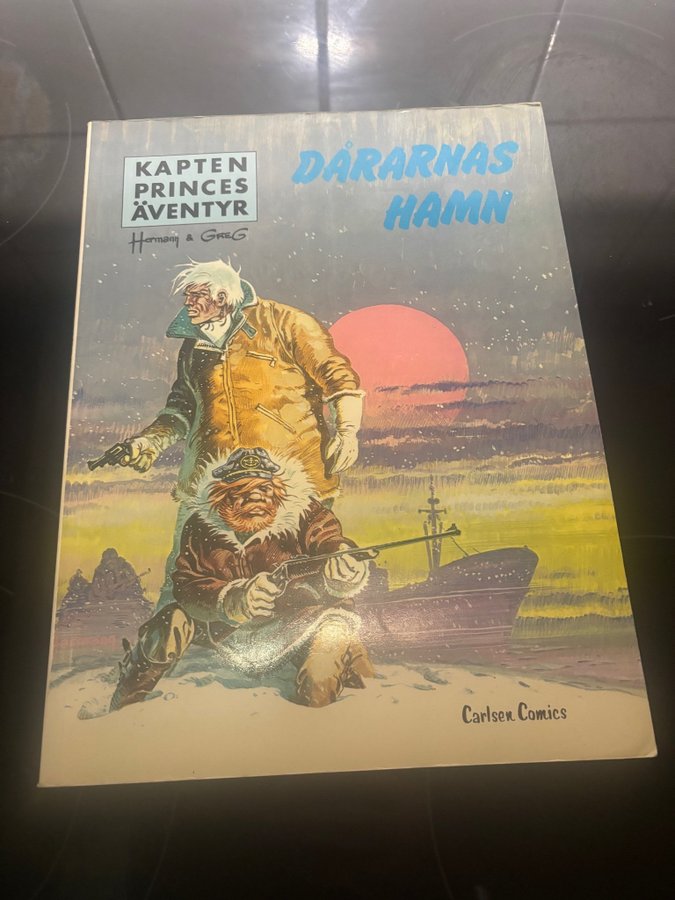 KAPTEN
PRINCES
ÄVENTYR
Hermann & GREG
DÅRARNAS
HAMN
Carlsen Comics